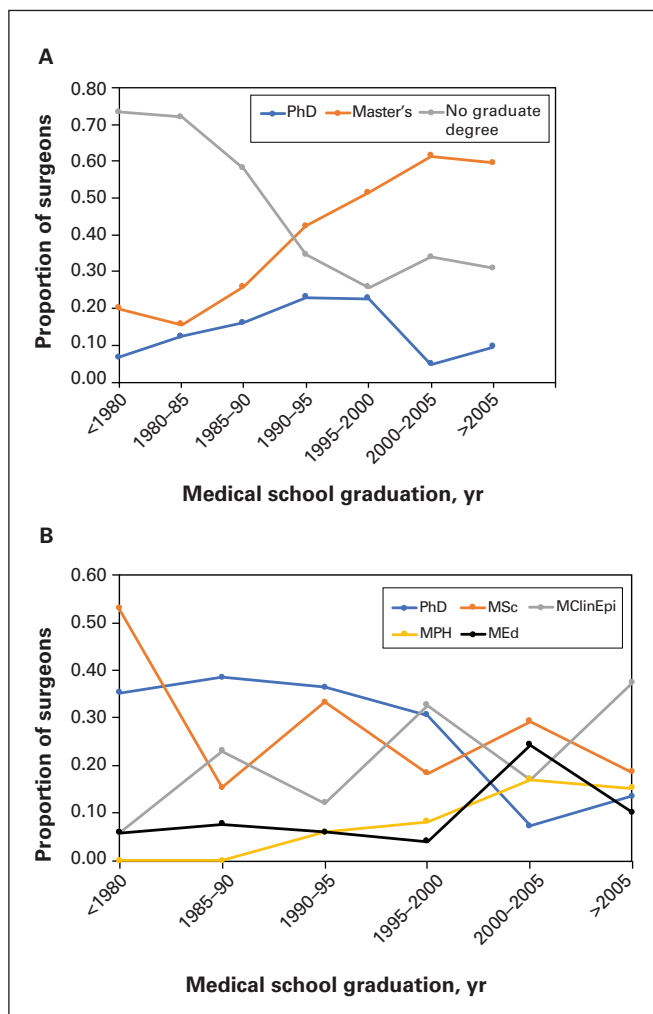 A
0.80
0.70
0.60
0.50
0.40
0.30
0.20
0.10
0.00
Proportion of surgeons
PhD Master's No graduate
degree
<1980
1980–85
1985–90
1990–95
1995–2000
2000–2005
>2005
Medical school graduation, yr
B
0.60
0.50
0.40
0.30
0.20
0.10
0.00
Proportion of surgeons
PhD MSc MClinEpi
MPH MEd
<1980
1985–90
1990–95
1995–2000
2000–2005
>2005
Medical school graduation, yr